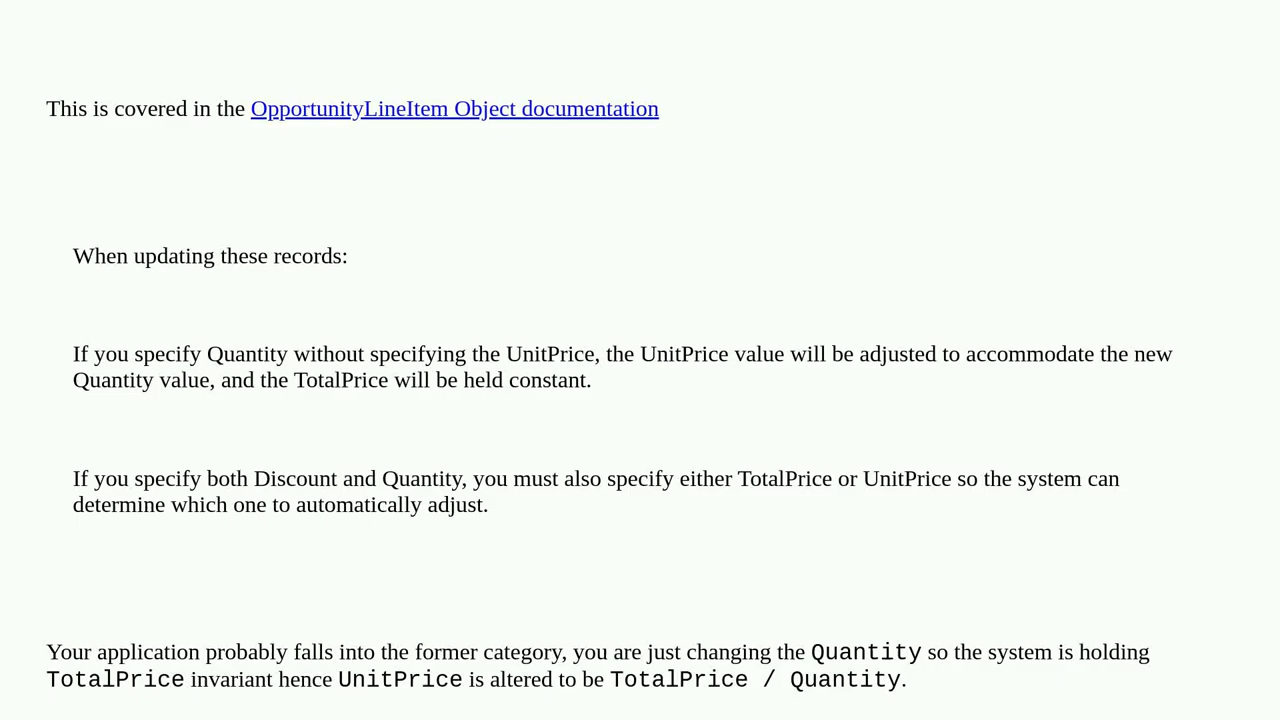 This is covered in the OpportunityLineItem Object documentation
When updating these records:
If you specify Quantity without specifying the UnitPrice, the UnitPrice value will be adjusted to accommodate the new
Quantity value, and the TotalPrice will be held constant.
If you specify both Discount and Quantity, you must also specify either TotalPrice or UnitPrice so the system can
determine which one to automatically adjust.
Your application probably falls into the former category, you are just changing the Quantity so the system is holding
TotalPrice invariant hence UnitPrice is altered to be TotalPrice / Quantity.